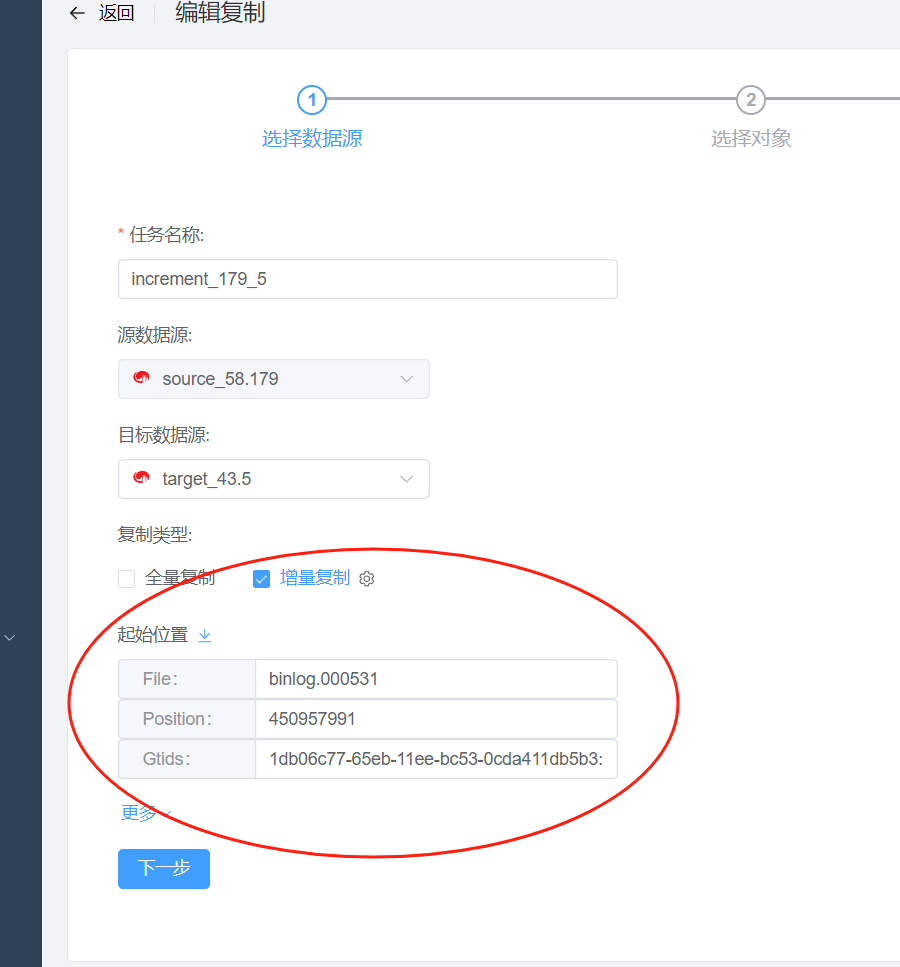 返回
编辑复制
1
2
选择数据源
选择对象
* 任务名称:
increment_179_5
源数据源:
source_58.179
目标数据源:
target_43.5
复制类型:
全量复制 增量复制
起始位置
File:
binlog.000531
Position:
450957991
Gtids:
1db06c77-65eb-11ee-bc53-0cda411db5b3:
更多
下一步